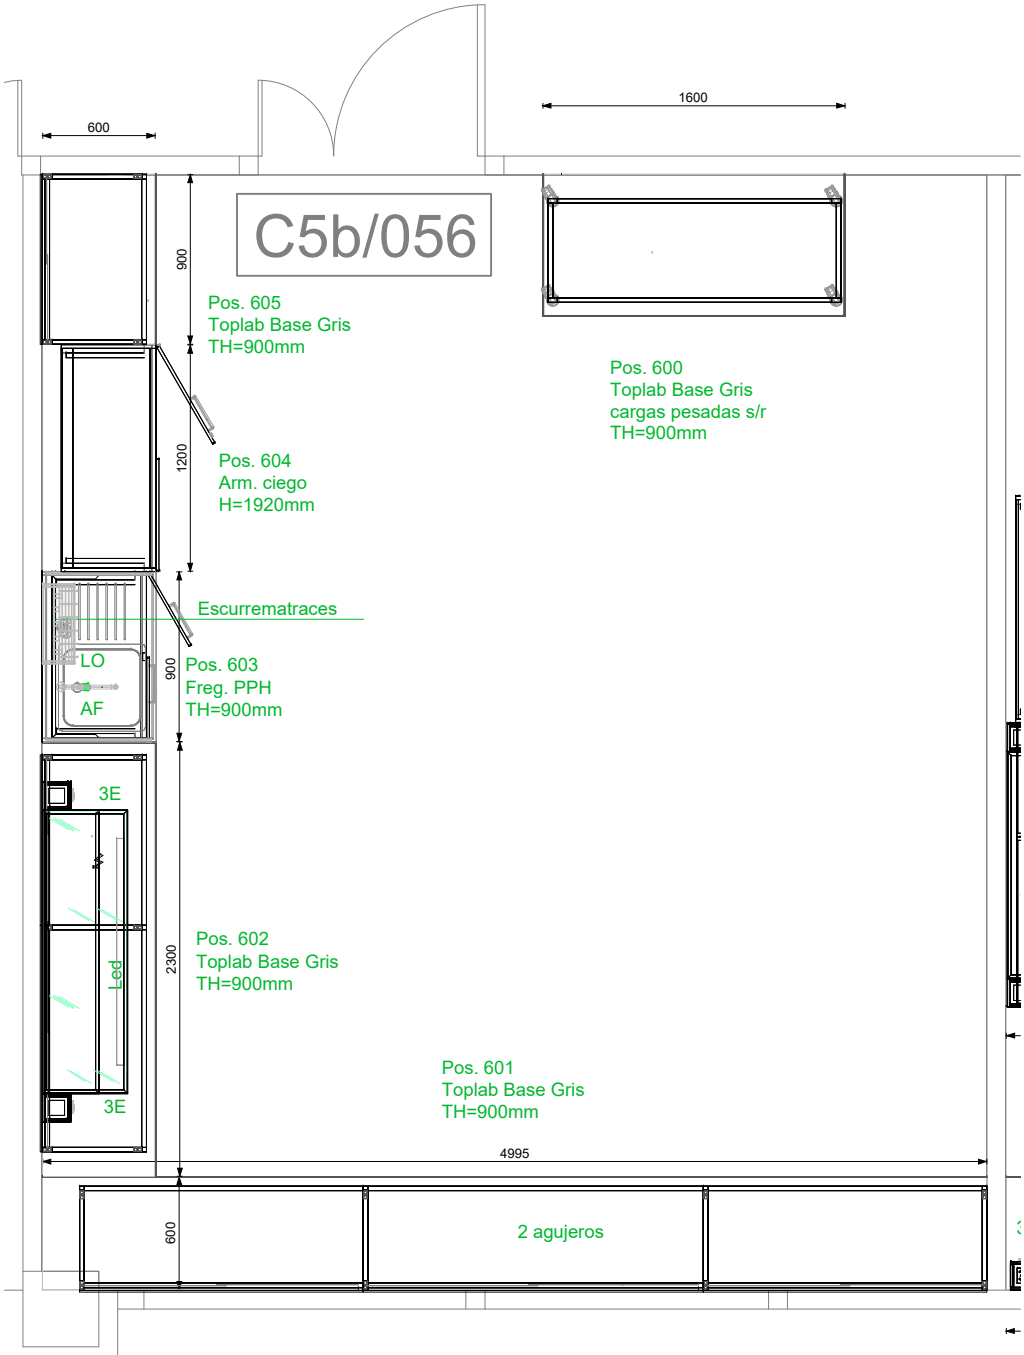 1600
600
C5b/056
900
Pos. 605
Toplab Base Gris
TH=900mm
Pos. 600
Toplab Base Gris
cargas pesadas s/r
TH=900mm
1200
Pos. 604
Arm. ciego
H=1920mm
Escurrematraces
LO
AF
900
Pos. 603
Freg. PPH
TH=900mm
3E
Led
2300
Pos. 602
Toplab Base Gris
TH=900mm
3E
Pos. 601
Toplab Base Gris
TH=900mm
4995
600
2 agujeros